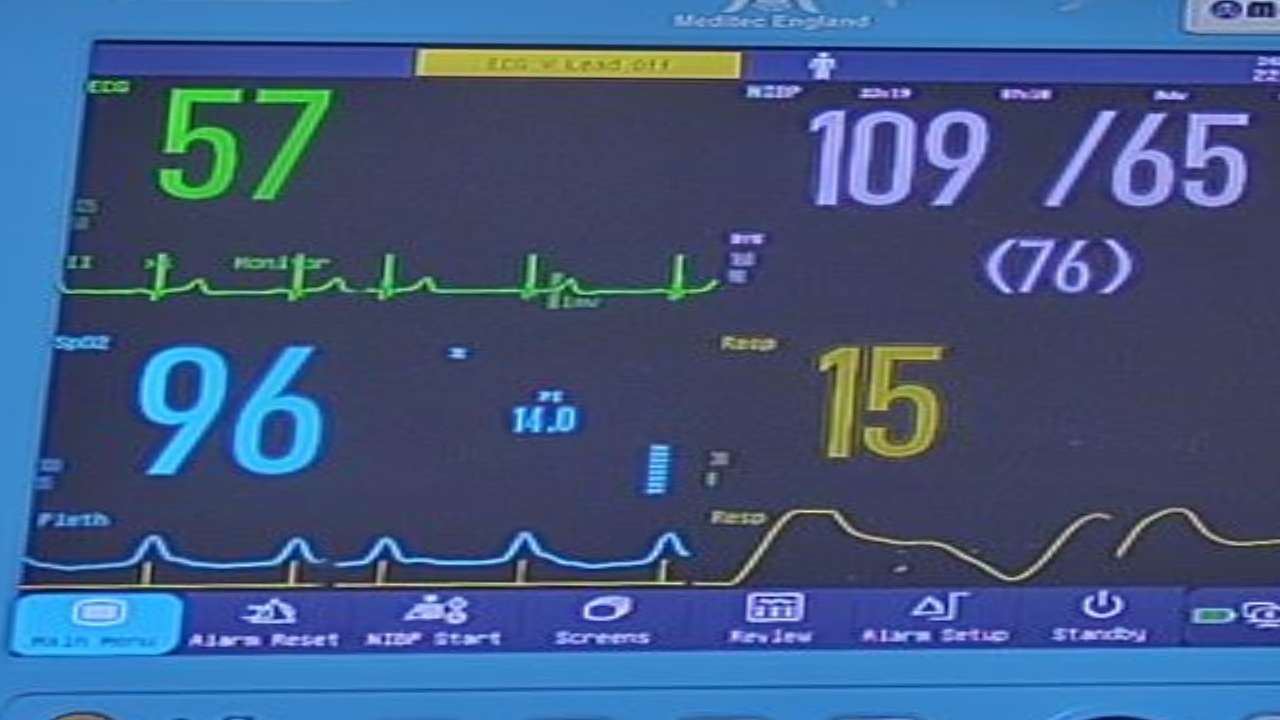 Meditec England
ECG V Lead Off
ECG
57
NIBP
109 /65
(76)
II
Monitor
SpO2
96
PI
14.0
Resp
15
Pleth
Resp
Main Menu
Alarm Reset
NIBP Start
Screens
Review
Alarm Setup
Standby